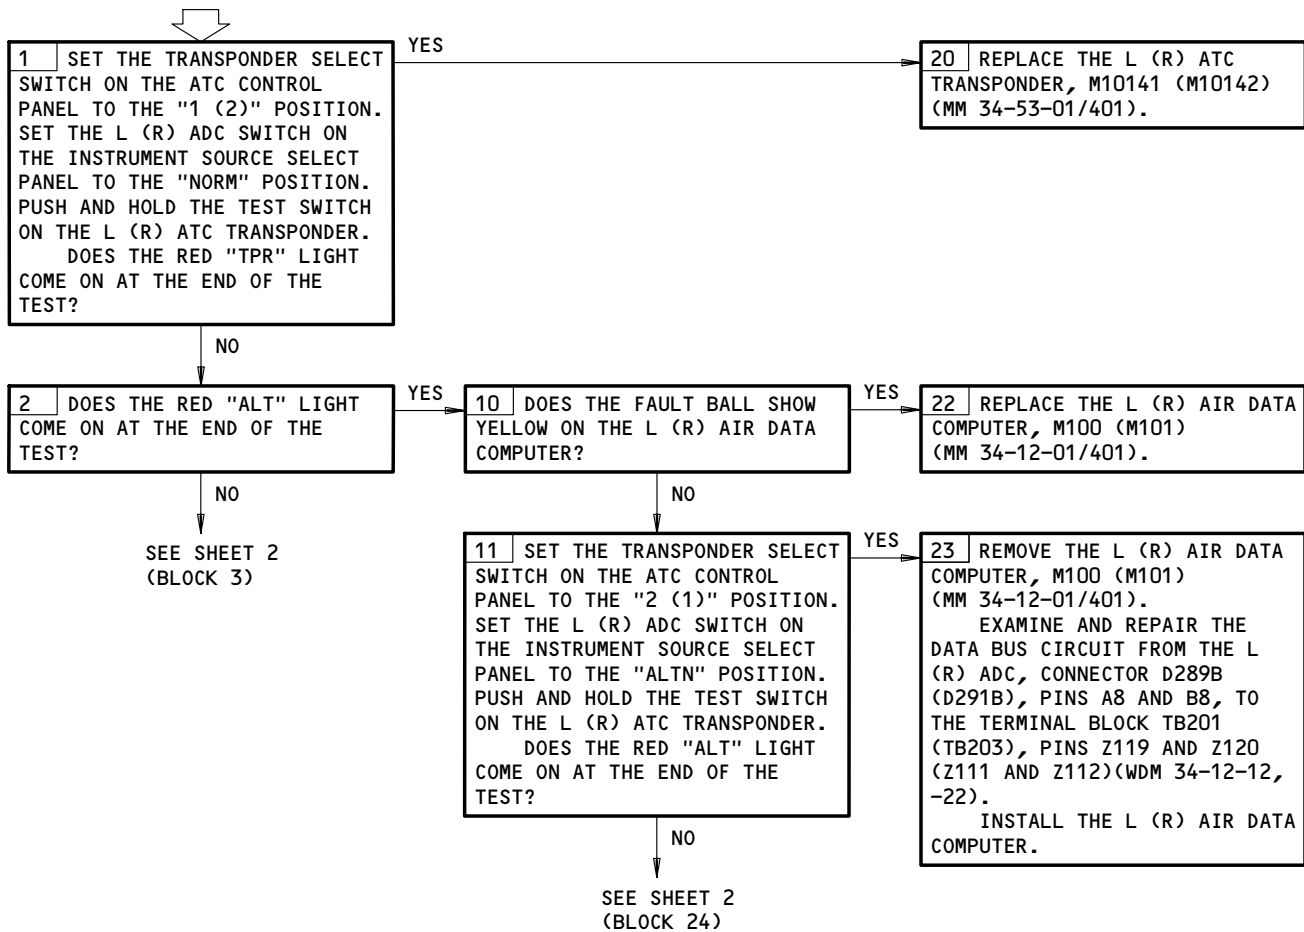 1 SET THE TRANSPONDER SELECT
SWITCH ON THE ATC CONTROL
PANEL TO THE "1 (2)" POSITION.
SET THE L (R) ADC SWITCH ON
THE INSTRUMENT SOURCE SELECT
PANEL TO THE "NORM" POSITION.
PUSH AND HOLD THE TEST SWITCH
ON THE L (R) ATC TRANSPONDER.
DOES THE RED "TPR" LIGHT
COME ON AT THE END OF THE
TEST?
YES
20 REPLACE THE L (R) ATC
TRANSPONDER, M10141 (M10142)
(MM 34-53-01/401).
NO
2 DOES THE RED "ALT" LIGHT
COME ON AT THE END OF THE
TEST?
YES
10 DOES THE FAULT BALL SHOW
YELLOW ON THE L (R) AIR DATA
COMPUTER?
YES
22 REPLACE THE L (R) AIR DATA
COMPUTER, M100 (M101)
(MM 34-12-01/401).
NO
SEE SHEET 2
(BLOCK 3)
NO
11 SET THE TRANSPONDER SELECT
SWITCH ON THE ATC CONTROL
PANEL TO THE "2 (1)" POSITION.
SET THE L (R) ADC SWITCH ON
THE INSTRUMENT SOURCE SELECT
PANEL TO THE "ALTN" POSITION.
PUSH AND HOLD THE TEST SWITCH
ON THE L (R) ATC TRANSPONDER.
DOES THE RED "ALT" LIGHT
COME ON AT THE END OF THE
TEST?
YES
23 REMOVE THE L (R) AIR DATA
COMPUTER, M100 (M101)
(MM 34-12-01/401).
EXAMINE AND REPAIR THE
DATA BUS CIRCUIT FROM THE L
(R) ADC, CONNECTOR D289B
(D291B), PINS A8 AND B8, TO
THE TERMINAL BLOCK TB201
(TB203), PINS Z119 AND Z120
(Z111 AND Z112)(WDM 34-12-12,
-22).
INSTALL THE L (R) AIR DATA
COMPUTER.
NO
SEE SHEET 2
(BLOCK 24)